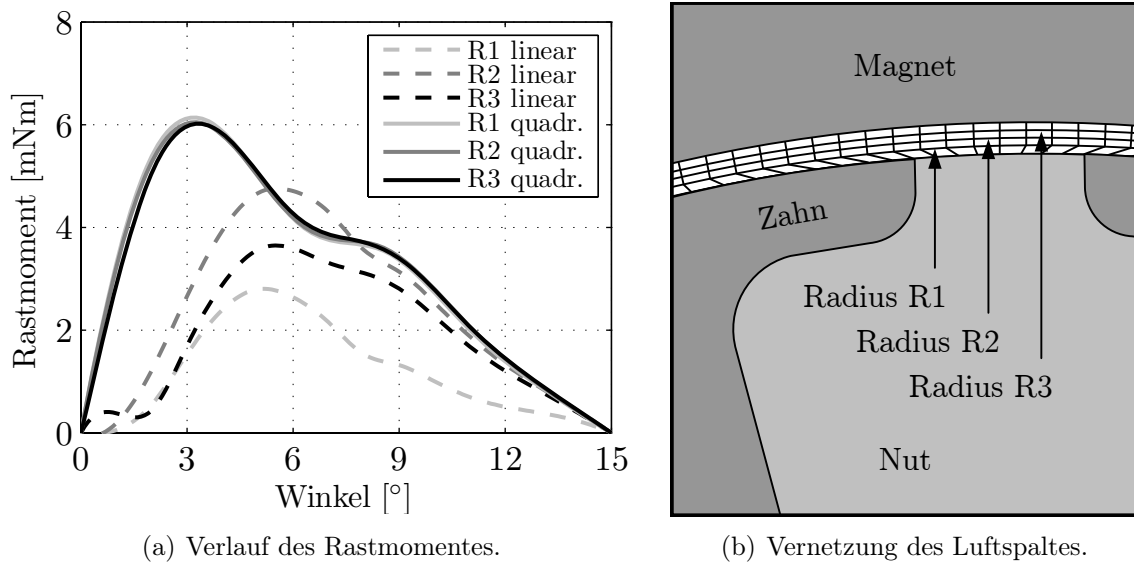 8
6
4
2
0
Rastmoment [mNm]
R1 linear
R2 linear
R3 linear
R1 quadr.
R2 quadr.
R3 quadr.
0 3 6 9 12 15
Winkel [°]
(a) Verlauf des Rastmomentes.
Magnet
Zahn
Radius R1
Radius R2
Radius R3
Nut
(b) Vernetzung des Luftspaltes.